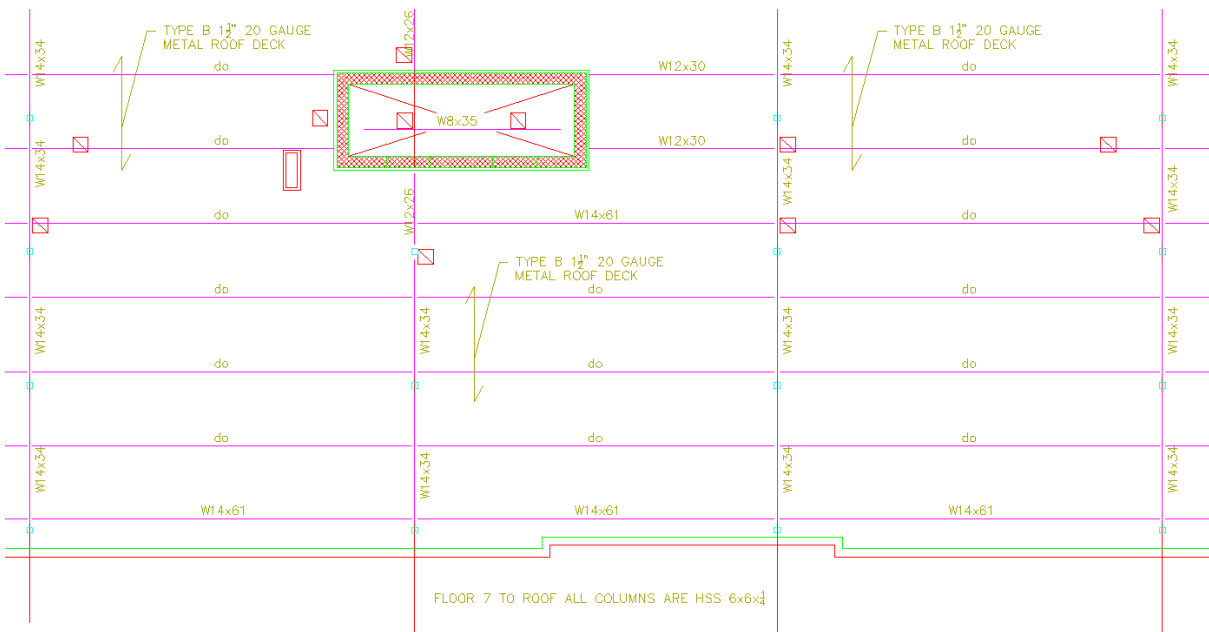 TYPE B 1½" 20 GAUGE
METAL ROOF DECK
TYPE B 1½" 20 GAUGE
METAL ROOF DECK
W12x26
W14x34
W14x34
W14x34
do
W12x30
do
W8x35
W14x34
do
W12x30
do
W14x34
W14x34
W12x26
do
W14x61
do
TYPE B 1½" 20 GAUGE
METAL ROOF DECK
do
do
do
W14x34
W14x34
W14x34
W14x34
do
do
do
do
do
do
W14x34
W14x34
W14x34
W14x34
W14x61
W14x61
W14x61
FLOOR 7 TO ROOF ALL COLUMNS ARE HSS 6x6x¼